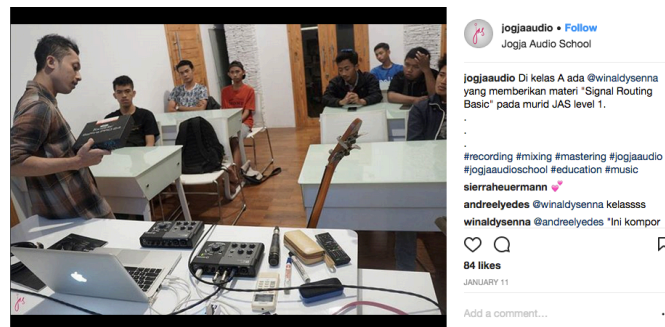 jas
jas
jogjaaudio • Follow
Jogja Audio School
jogjaaudio Di kelas A ada @winaldysenna
yang memberikan materi "Signal Routing
Basic" pada murid JAS level 1.
.
.
.
#recording #mixing #mastering #jogjaaudio
#jogjaaudioschool #education #music
sierraheuermann 💕
andreelyedes @winaldysenna kelassss
winaldysenna @andreelyedes "Ini kompor
84 likes
JANUARY 11
Add a comment…